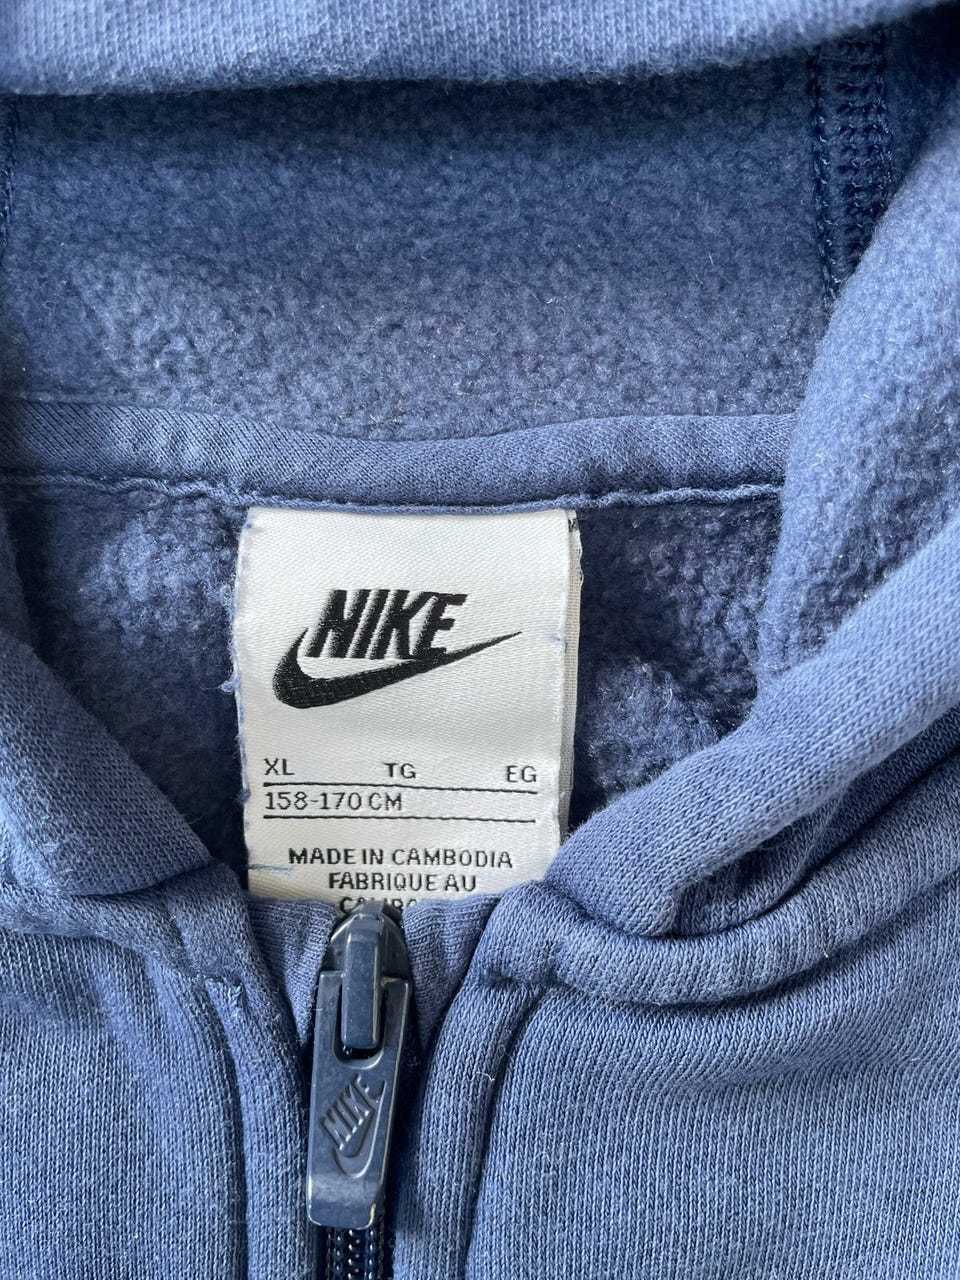 NIKE
XL TG EG
158-170 CM
MADE IN CAMBODIA
FABRIQUE AU
NIKE